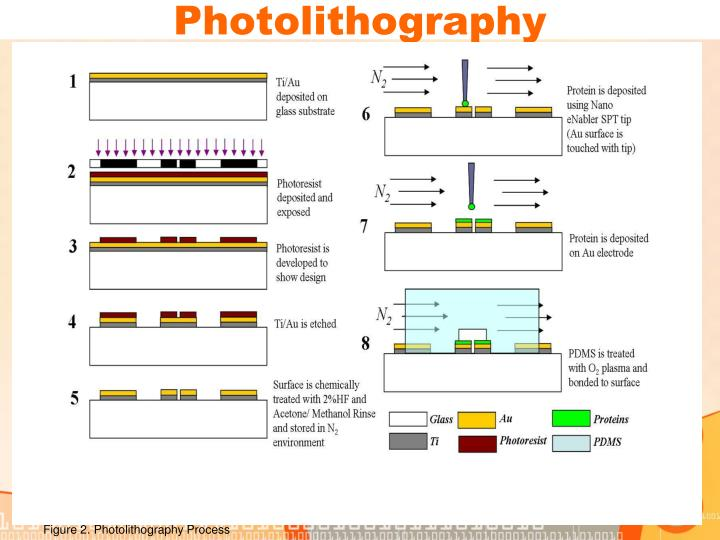 Photolithography
1
Ti/Au
deposited on
glass substrate
2
Photoresist
deposited and
exposed
3
Photoresist is
developed to
show design
4
Ti/Au is etched
5
Surface is chemically
treated with 2%HF and
Acetone/ Methanol Rinse
and stored in N2
environment
N2
6
Protein is deposited
using Nano
eNabler SPT tip
(Au surface is
touched with tip)
N2
7
Protein is deposited
on Au electrode
N2
8
PDMS is treated
with O2 plasma and
bonded to surface
Glass
Au
Proteins
Ti
Photoresist
PDMS
Figure 2. Photolithography Process